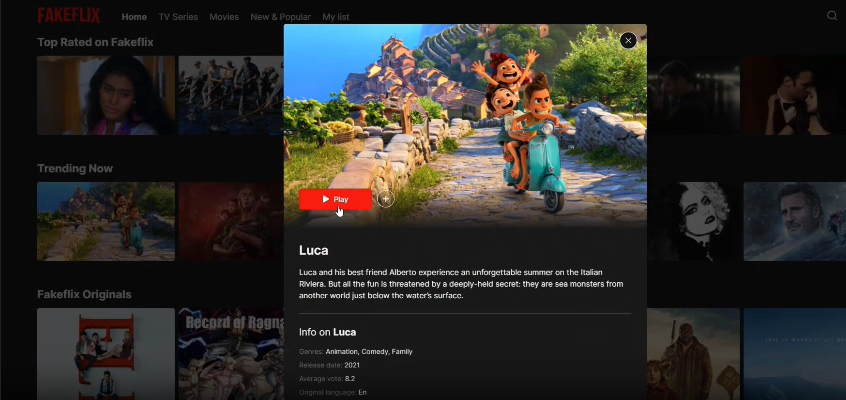 FAKEFLIX
Home TV Series Movies New & Popular My list
Top Rated on Fakeflix
Trending Now
Fakeflix Originals
Record of Ragna
Play
Luca
Luca and his best friend Alberto experience an unforgettable summer on the Italian
Riviera. But all the fun is threatened by a deeply-held secret: they are sea monsters from
another world just below the water's surface.
Info on Luca
Genres: Animation, Comedy, Family
Release date: 2021
Average vote: 8.2
Original language: En